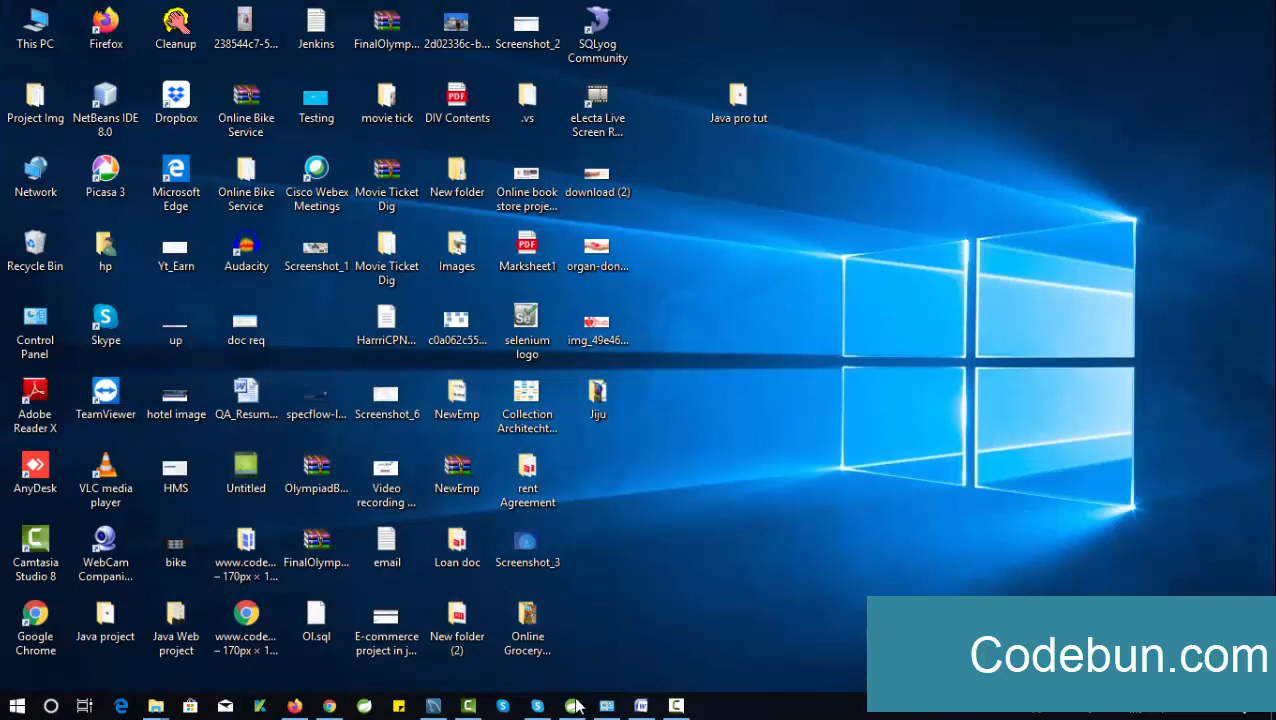 This PC
Firefox
Cleanup
238544c7-5...
Jenkins
FinalOlymp...
2d02336c-b...
Screenshot_2
SQLyog
Community
Project Img
NetBeans IDE
8.0
Dropbox
Online Bike
Service
Testing
movie tick
DIV Contents
.vs
eLecta Live
Screen R...
Java pro tut
Network
Picasa 3
Microsoft
Edge
Online Bike
Service
Cisco Webex
Meetings
Movie Ticket
Dig
New folder
Online book
store proje...
download (2)
Recycle Bin
hp
Yt_Earn
Audacity
Screenshot_1
Movie Ticket
Dig
Images
Marksheet1
organ-don...
Control
Panel
Skype
up
doc req
HarrriCPN...
c0a062c55...
selenium
logo
img_49e46...
Adobe
Reader X
TeamViewer
hotel image
QA_Resum...
specflow-l...
Screenshot_6
NewEmp
Collection
Architecht...
Jiju
AnyDesk
VLC media
player
HMS
Untitled
OlympiadB...
Video
recording ...
NewEmp
rent
Agreement
Camtasia
Studio 8
WebCam
Compani...
bike
www.code...
– 170px × 1...
FinalOlymp...
email
Loan doc
Screenshot_3
Google
Chrome
Java project
Java Web
project
www.code...
– 170px × 1...
OI.sql
E-commerce
project in j...
New folder
(2)
Online
Grocery...
Codebun.com